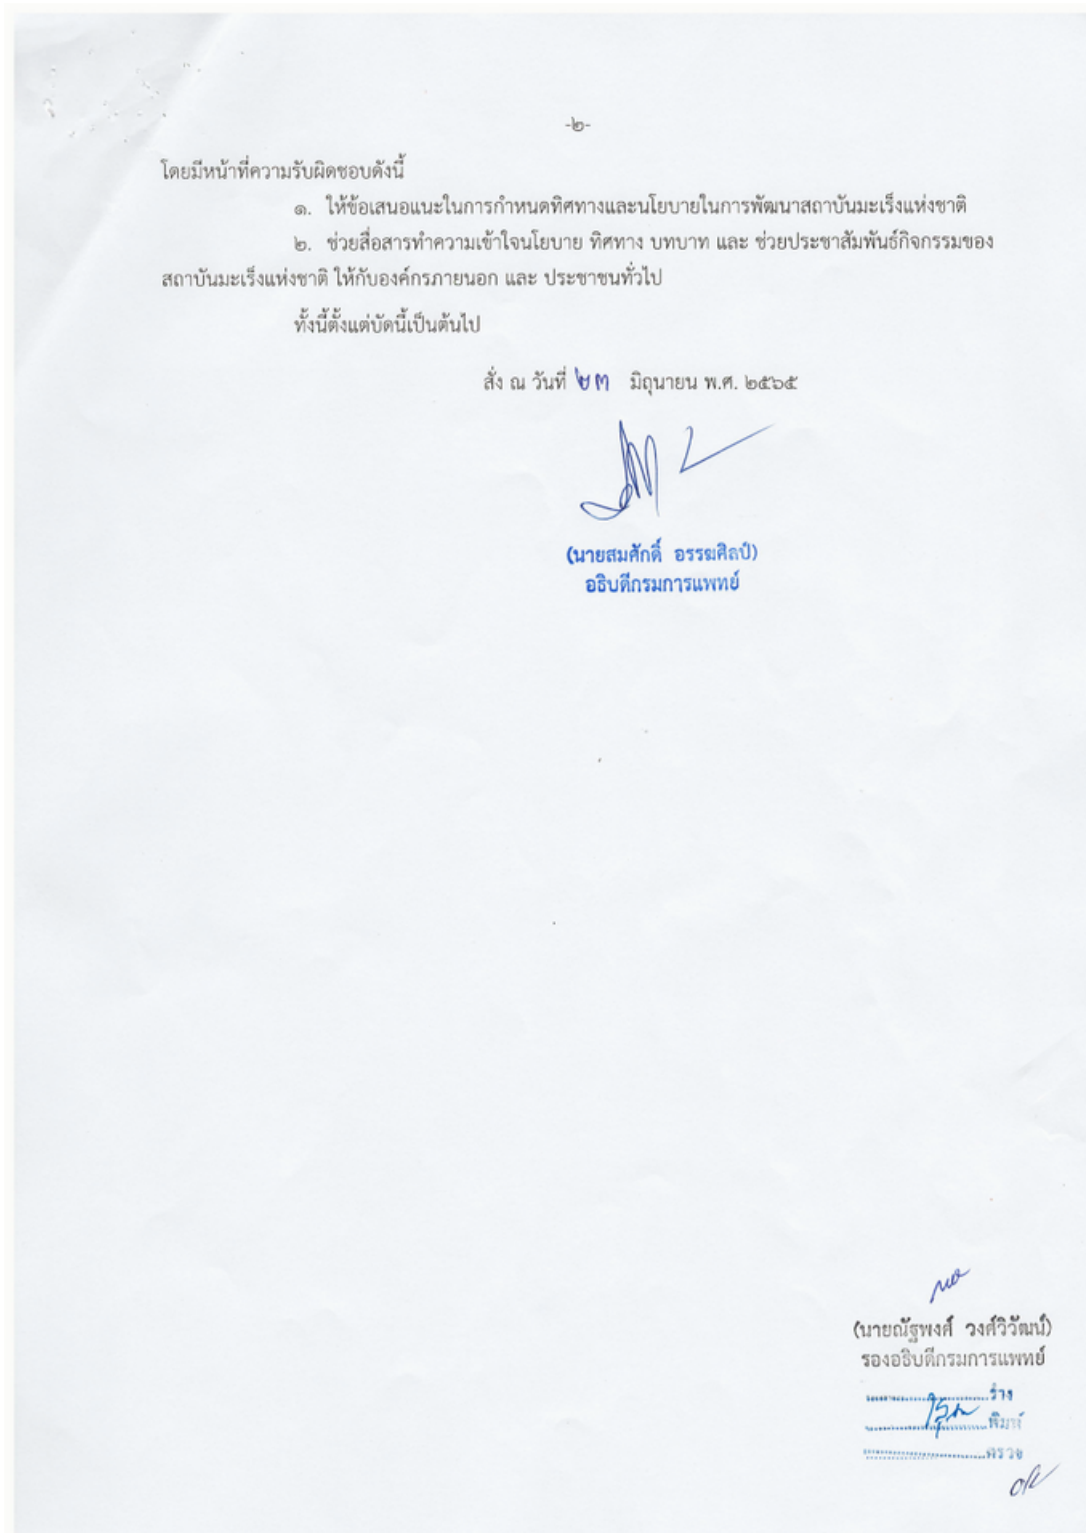 -๒-
โดยมีหน้าที่ความรับผิดชอบดังนี้
๑. ให้ข้อเสนอแนะในการกำหนดทิศทางและนโยบายในการพัฒนาสถาบันมะเร็งแห่งชาติ
๒. ช่วยสื่อสารทำความเข้าใจนโยบาย ทิศทาง บทบาท และ ช่วยประชาสัมพันธ์กิจกรรมของ
สถาบันมะเร็งแห่งชาติ ให้กับองค์กรภายนอก และ ประชาชนทั่วไป
ทั้งนี้ตั้งแต่บัดนี้เป็นต้นไป
สั่ง ณ วันที่ ๒๓ มิถุนายน พ.ศ. ๒๕๖๕
(นายสมศักดิ์ อรรฆศิลป์)
อธิบดีกรมการแพทย์
(นายณัฐพงศ์ วงศ์วิวัฒน์)
รองอธิบดีกรมการแพทย์
ร่าง
พิมพ์
ตรวจ